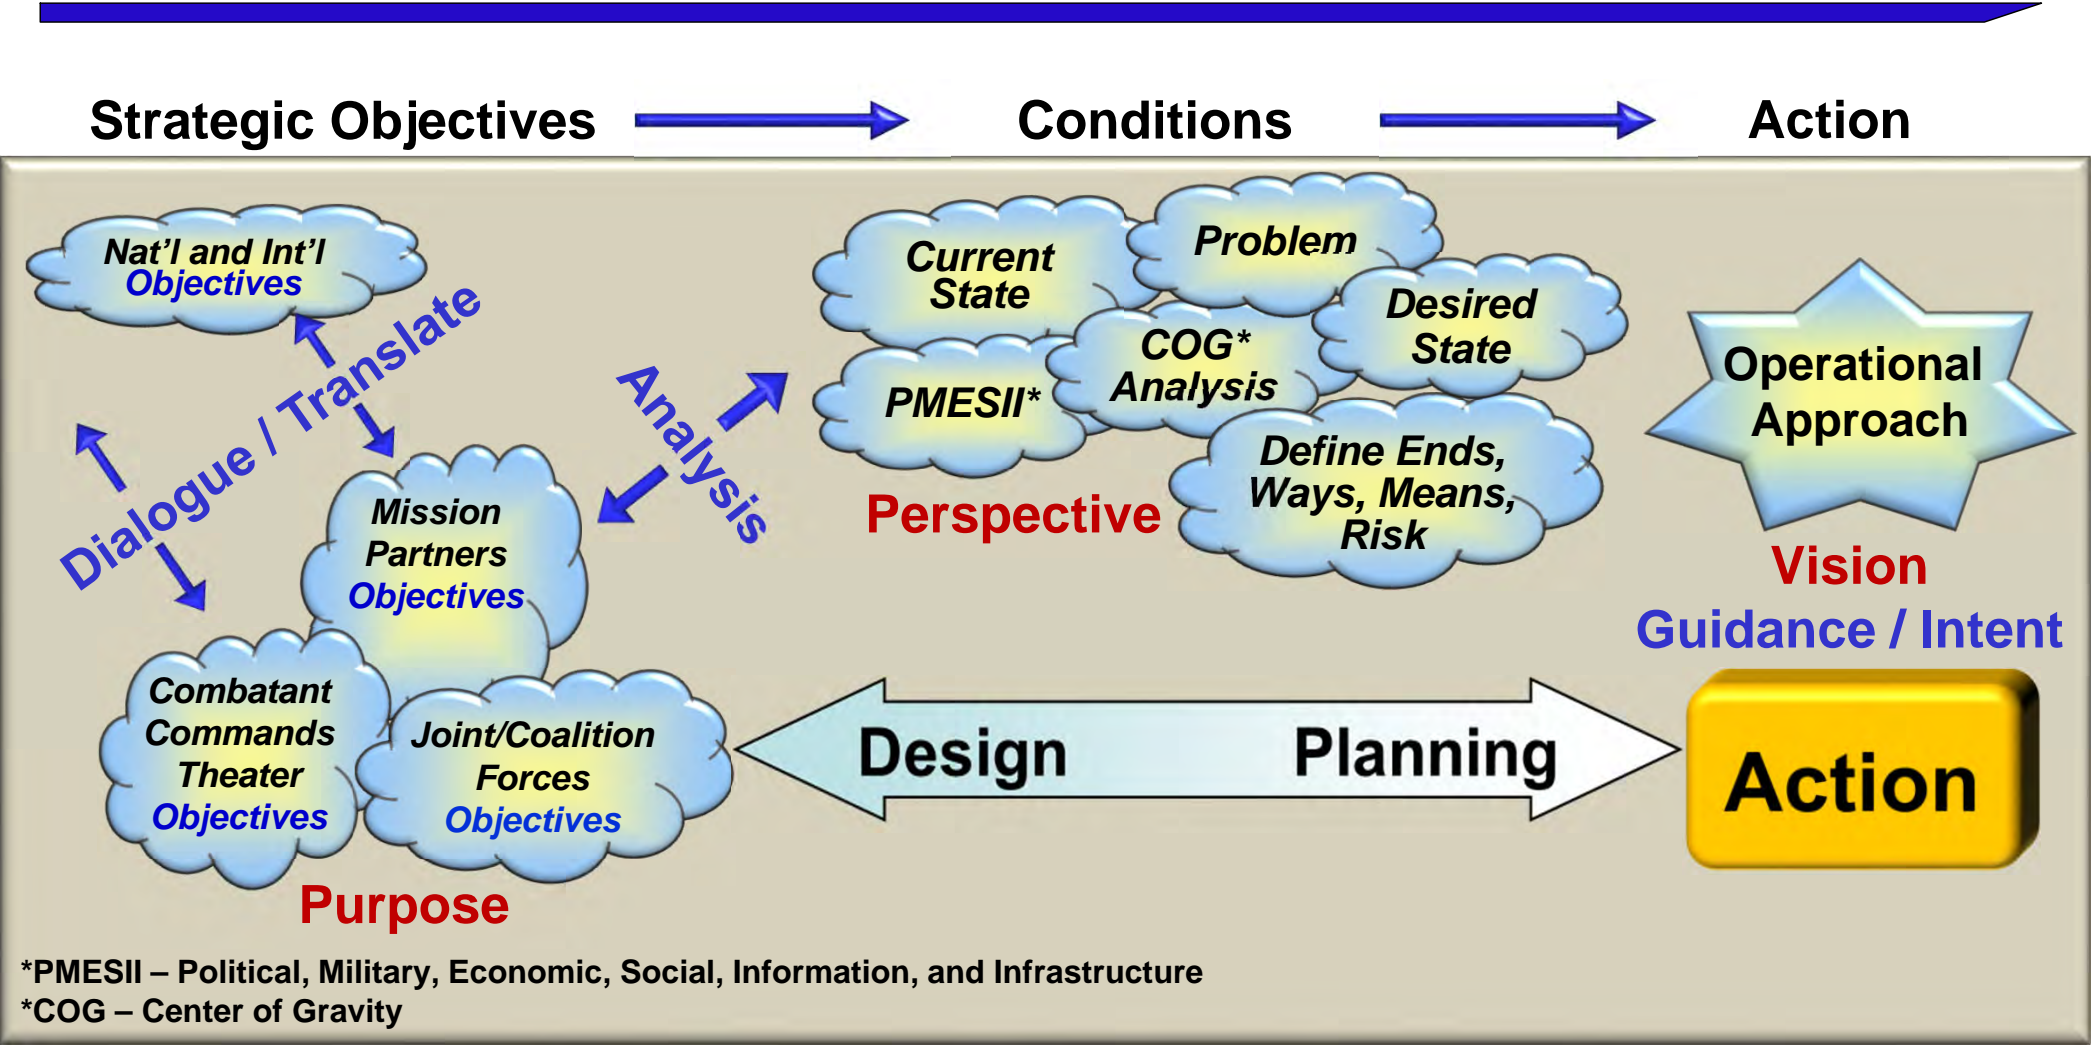 Strategic Objectives
Conditions
Action
Nat’l and Int’l
Objectives
Dialogue / Translate
Mission
Partners
Objectives
Combatant
Commands
Theater
Objectives
Joint/Coalition
Forces
Objectives
Purpose
Analysis
Current
State
Problem
Desired
State
PMESII*
COG*
Analysis
Define Ends,
Ways, Means,
Risk
Perspective
Operational
Approach
Vision
Guidance / Intent
Design
Planning
Action
*PMESII – Political, Military, Economic, Social, Information, and Infrastructure
*COG – Center of Gravity